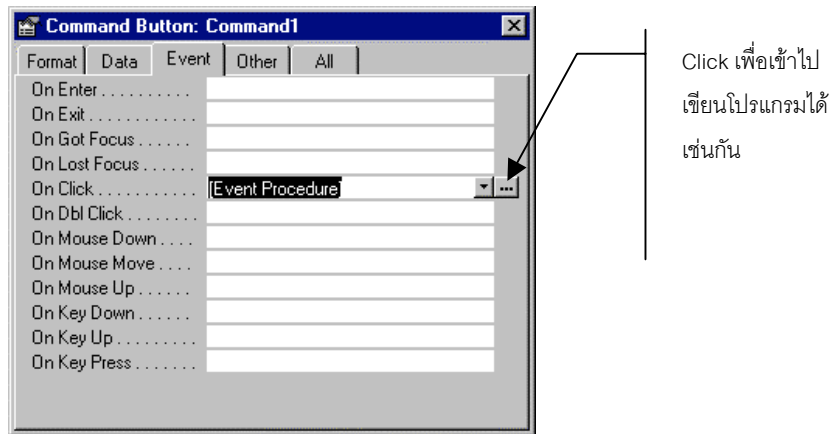 Command Button: Command1
Format Data Event Other All
On Enter . . . . . . . . . .
On Exit . . . . . . . . . . . .
On Got Focus . . . . . .
On Lost Focus . . . . . .
On Click . . . . . . . . . . . [Event Procedure]
On Dbl Click . . . . . . . .
On Mouse Down . . . .
On Mouse Move . . . .
On Mouse Up . . . . . .
On Key Down . . . . . .
On Key Up . . . . . . . . .
On Key Press . . . . . . .
Click เพื่อเข้าไป
เขียนโปรแกรมได้
เช่นกัน